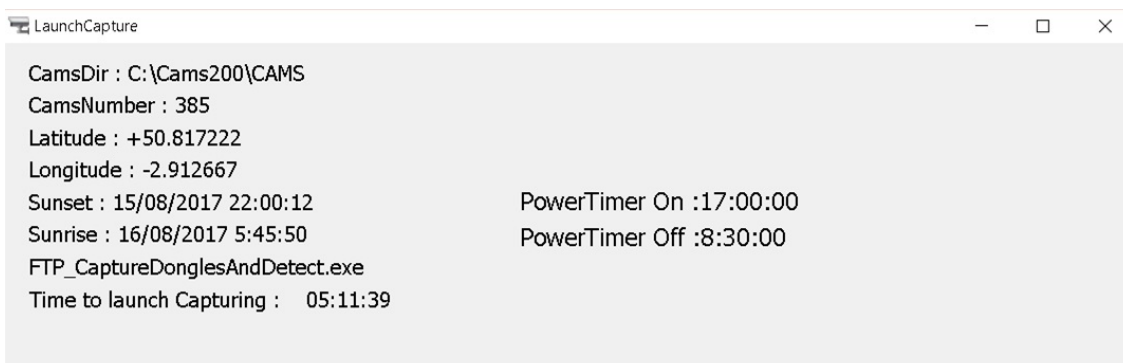 LaunchCapture
CamsDir : C:\Cams200\CAMS
CamsNumber : 385
Latitude : +50.817222
Longitude : -2.912667
Sunset : 15/08/2017 22:00:12
Sunrise : 16/08/2017 5:45:50
FTP_CaptureDonglesAndDetect.exe
Time to launch Capturing : 05:11:39
PowerTimer On :17:00:00
PowerTimer Off :8:30:00